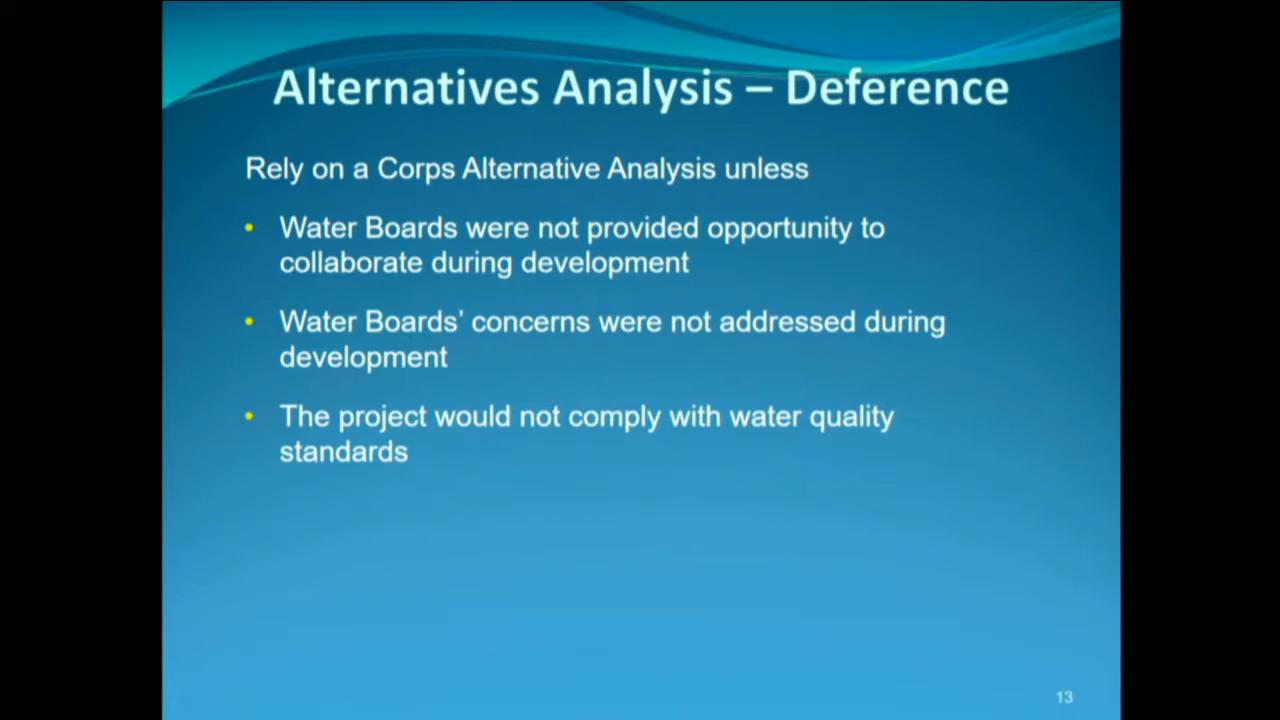 Alternatives Analysis – Deference
Rely on a Corps Alternative Analysis unless
• Water Boards were not provided opportunity to
collaborate during development
• Water Boards’ concerns were not addressed during
development
• The project would not comply with water quality
standards
13